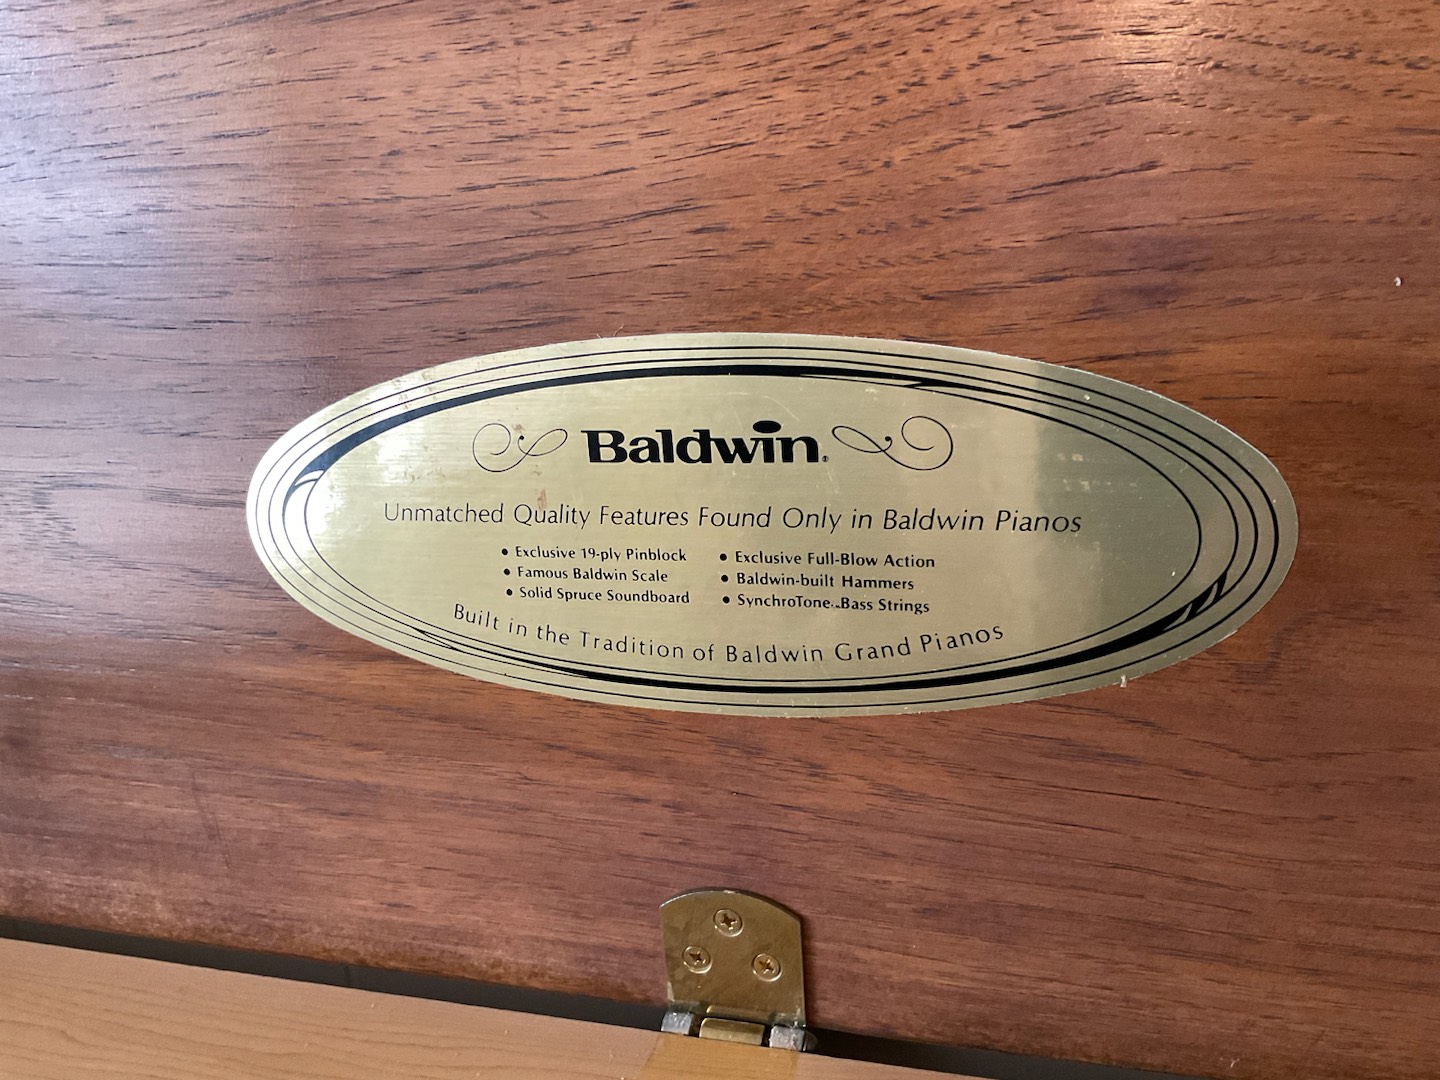 Baldwin®
Unmatched Quality Features Found Only in Baldwin Pianos
• Exclusive 19-ply Pinblock
• Famous Baldwin Scale
• Solid Spruce Soundboard
• Exclusive Full-Blow Action
• Baldwin-built Hammers
• SynchroTone™ Bass Strings
Built in the Tradition of Baldwin Grand Pianos